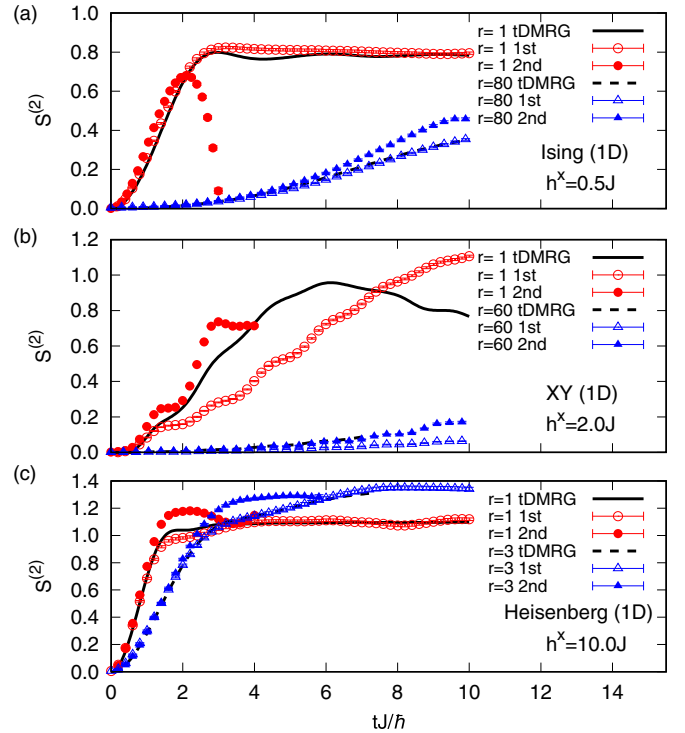 (a)
1.0
0.8
0.6
0.4
0.2
0.0
S(2)
r= 1 tDMRG
r= 1 1st
r= 1 2nd
r=80 tDMRG
r=80 1st
r=80 2nd
Ising (1D)
hx=0.5J
(b)
1.2
1.0
0.8
0.6
0.4
0.2
0.0
S(2)
r= 1 tDMRG
r= 1 1st
r= 1 2nd
r=60 tDMRG
r=60 1st
r=60 2nd
XY (1D)
hx=2.0J
(c)
1.4
1.2
1.0
0.8
0.6
0.4
0.2
0.0
S(2)
r=1 tDMRG
r=1 1st
r=1 2nd
r=3 tDMRG
r=3 1st
r=3 2nd
Heisenberg (1D)
hx=10.0J
0 2 4 6 8 10 12 14
tJ/ℏ